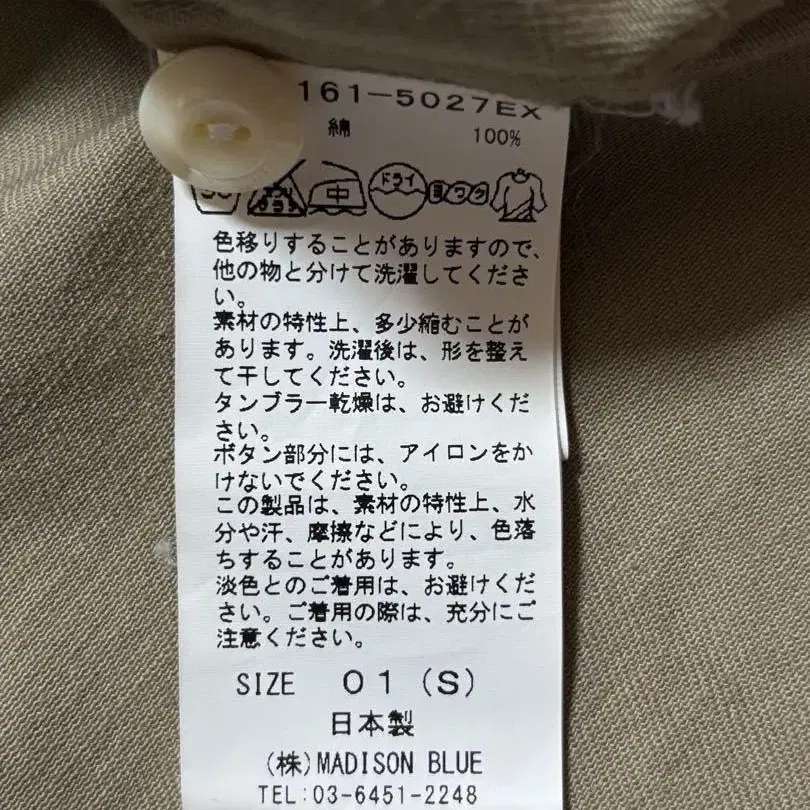 161-5027EX
綿 100%
中 ドライ ヨワク
色移りすることがありますので、
他の物と分けて洗濯してくださ
い。
素材の特性上、多少縮むことが
あります。洗濯後は、形を整え
て干してください。
タンブラー乾燥は、お避けくだ
さい。
ボタン部分には、アイロンをか
けないでください。
この製品は、素材の特性上、水
分や汗、摩擦などにより、色落
ちすることがあります。
淡色とのご着用は、お避けくだ
さい。ご着用の際は、充分にご
注意ください。
SIZE 01(S)
日本製
(株)MADISON BLUE
TEL:03-6451-2248